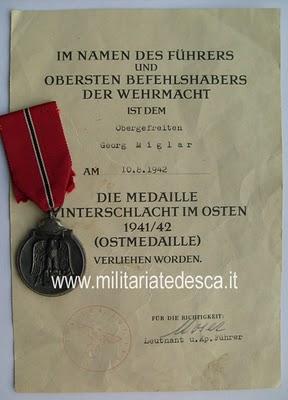 IM NAMEN DES FÜHRERS
UND
OBERSTEN BEFEHLSHABERS
DER WEHRMACHT
IST DEM
Obergefreiten
Georg Miglar
AM 10.8.1942
DIE MEDAILLE
WINTERSCHLACHT IM OSTEN
1941/42
(OSTMEDAILLE)
VERLIEHEN WORDEN.
www.militariatedesca.it
FÜR DIE RICHTIGKEIT:
Leutnant u.Kp.Führer